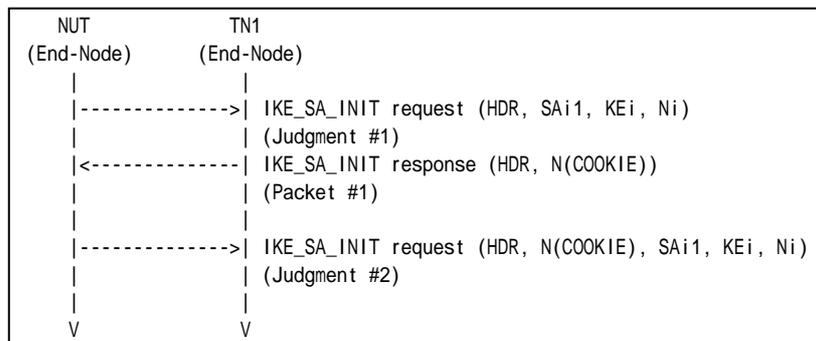 NUT TN1
(End-Node) (End-Node)
| |
|-------------->| IKE_SA_INIT request (HDR, SAi1, KEi, Ni)
| | (Judgment #1)
|<--------------| IKE_SA_INIT response (HDR, N(COOKIE))
| | (Packet #1)
| |
|-------------->| IKE_SA_INIT request (HDR, N(COOKIE), SAi1, KEi, Ni)
| | (Judgment #2)
| |
V V